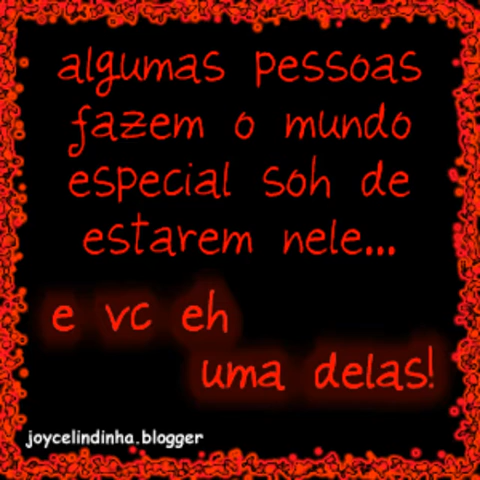 algumas pessoas
fazem o mundo
especial soh de
estarem nele...
e vc eh
uma delas!
joycelindinha.blogger